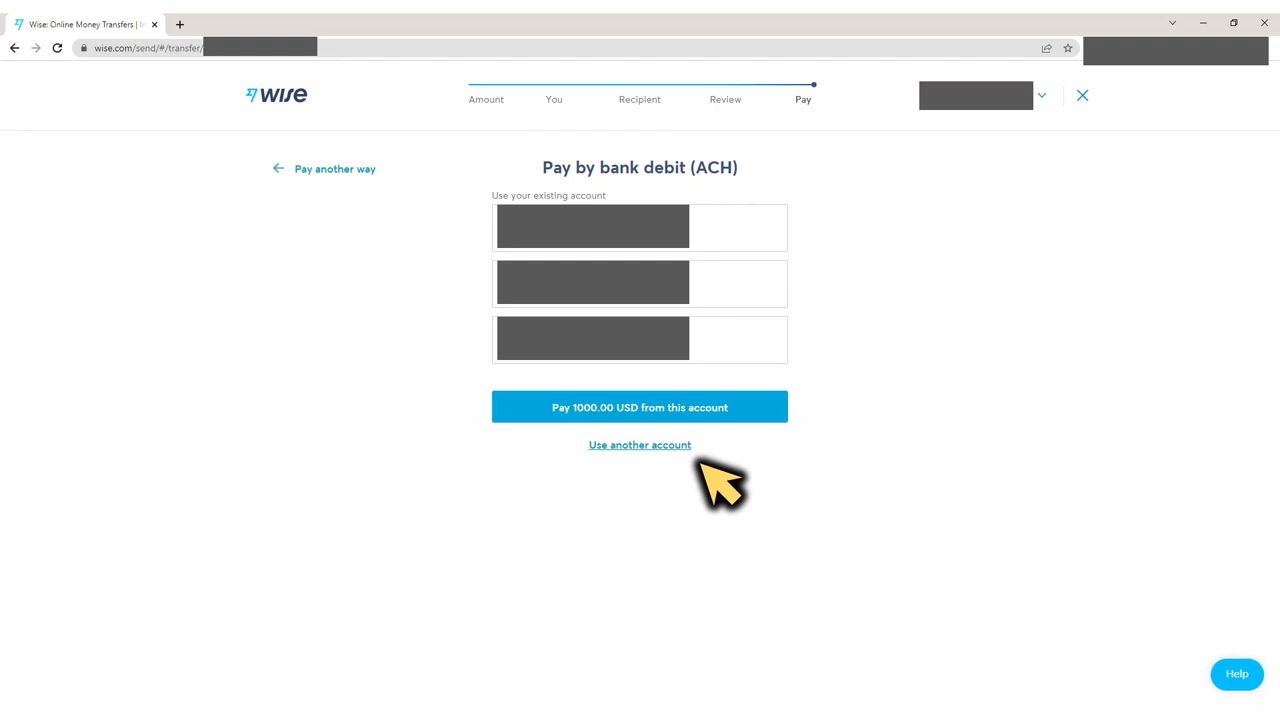 Wise: Online Money Transfers |
wise.com/send/#/transfer/
wise
Amount
You
Recipient
Review
Pay
Pay another way
Pay by bank debit (ACH)
Use your existing account
Pay 1000.00 USD from this account
Use another account
Help